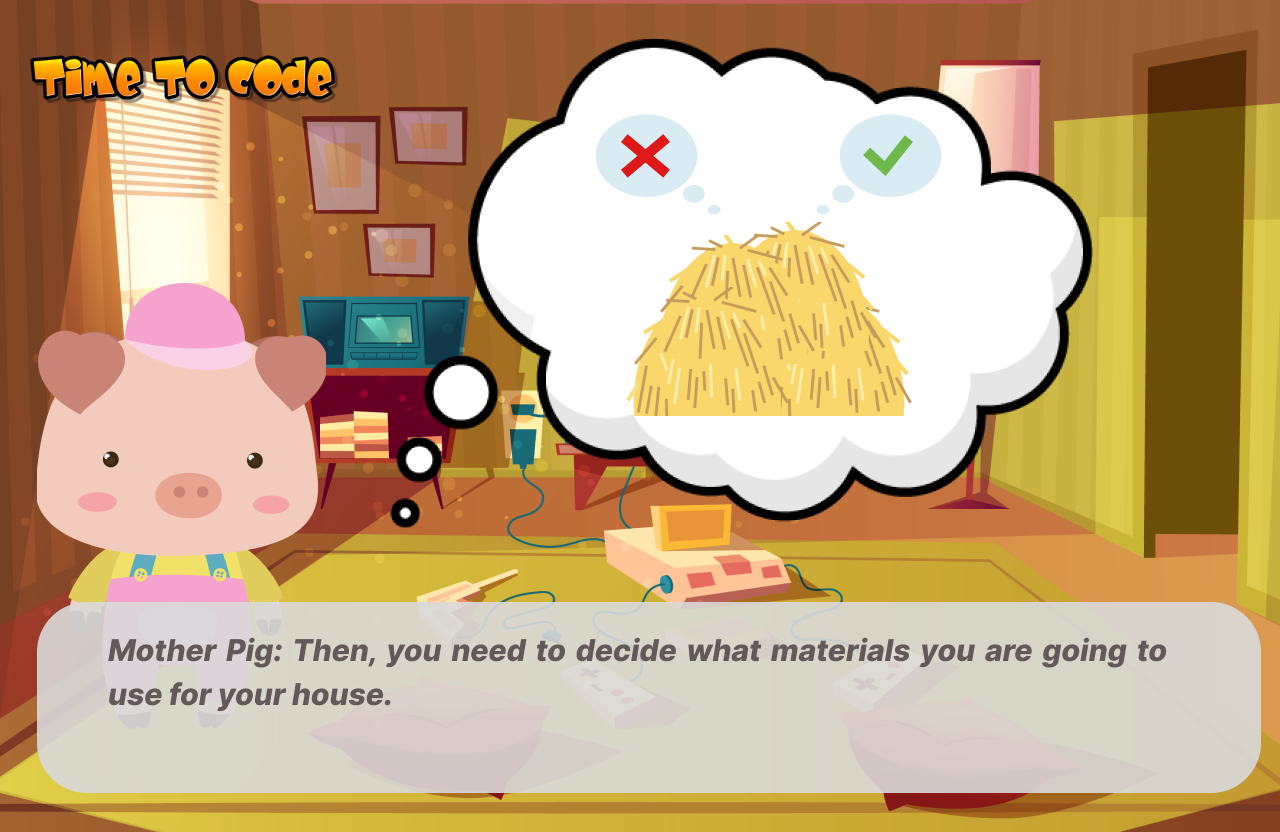 Time To Code
Mother Pig: Then, you need to decide what materials you are going to
use for your house.